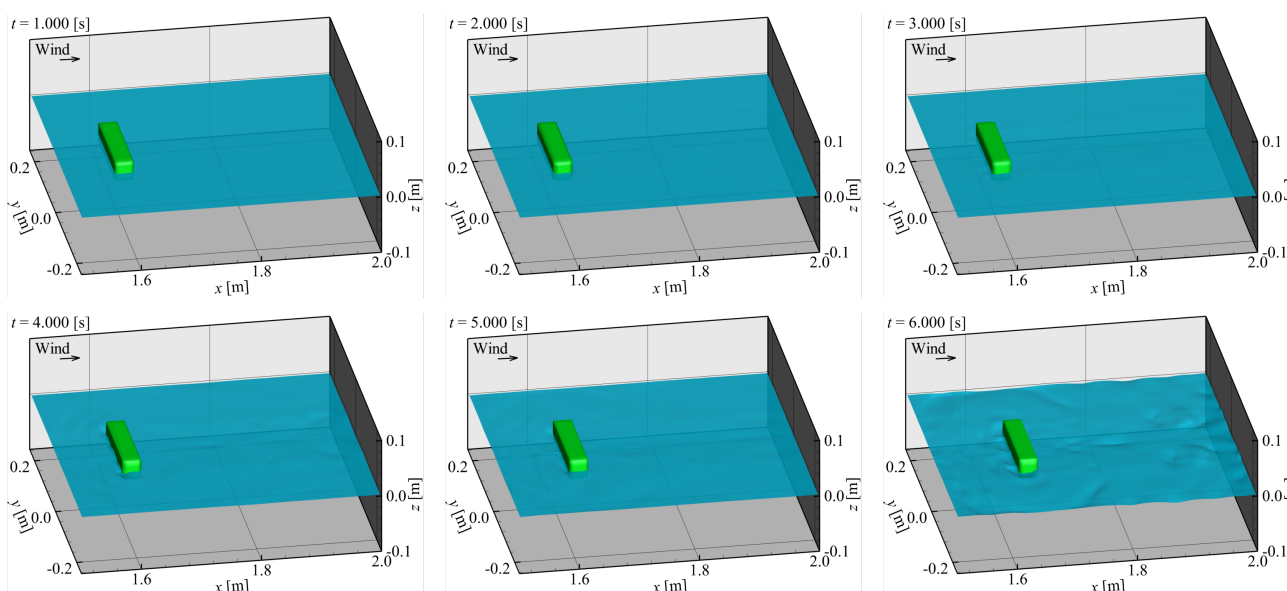 t = 1.000 [s]
Wind
0.2
0.0
-0.2
y [m]
1.6
1.8
2.0
x [m]
0.1
0.0
-0.1
z [m]
t = 2.000 [s]
Wind
0.2
0.0
-0.2
y [m]
1.6
1.8
2.0
x [m]
0.1
0.0
-0.1
z [m]
t = 3.000 [s]
Wind
0.2
0.0
-0.2
y [m]
1.6
1.8
2.0
x [m]
0.1
0.0
-0.1
t = 4.000 [s]
Wind
0.2
0.0
-0.2
y [m]
1.6
1.8
2.0
x [m]
0.1
0.0
-0.1
z [m]
t = 5.000 [s]
Wind
0.2
0.0
-0.2
y [m]
1.6
1.8
2.0
x [m]
0.1
0.0
-0.1
z [m]
t = 6.000 [s]
Wind
0.2
0.0
-0.2
y [m]
1.6
1.8
2.0
x [m]
0.1
0.0
-0.1